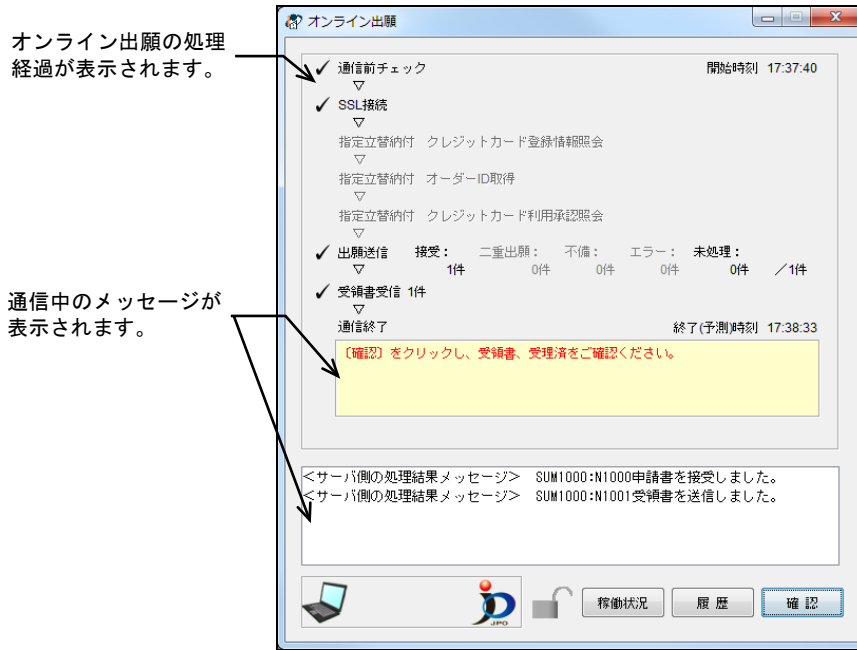 オンライン出願の処理
経過が表示されます。
通信中のメッセージが
表示されます。
オンライン出願
通信前チェック 開始時刻 17:37:40
▽
SSL接続
▽
指定立替納付 クレジットカード登録情報照会
▽
指定立替納付 オーダーID取得
▽
指定立替納付 クレジットカード利用承認照会
▽
出願送信 接受： 二重出願： 不備： エラー： 未処理：
▽ 1件 0件 0件 0件 0件 ／1件
受領書受信 1件
▽
通信終了 終了(予測)時刻 17:38:33
〔確認〕をクリックし、受領書、受理済をご確認ください。
＜サーバ側の処理結果メッセージ＞ SUM1000:N1000申請書を接受しました。
＜サーバ側の処理結果メッセージ＞ SUM1000:N1001受領書を送信しました。
JPO
稼働状況 履 歴 確 認